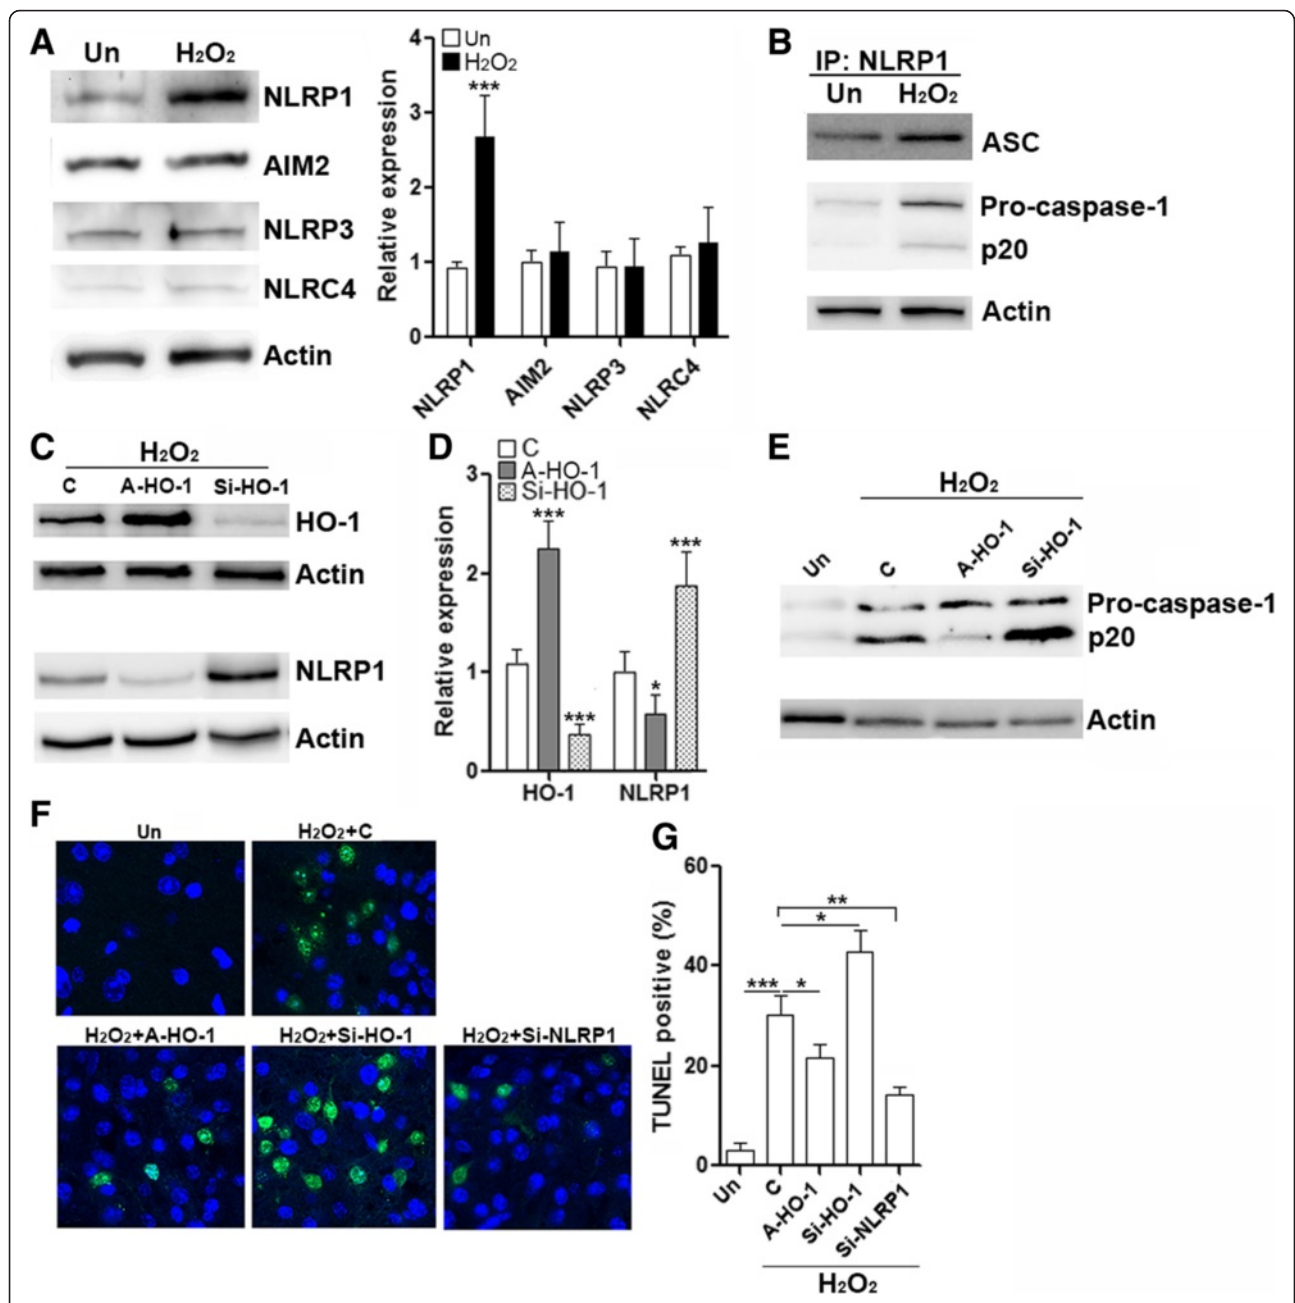 A
Un H2O2
NLRP1
AIM2
NLRP3
NLRC4
Actin
4
3
2
1
0
Relative expression
Un
H2O2
***
NLRP1 AIM2 NLRP3 NLRC4
B
IP: NLRP1
Un H2O2
ASC
Pro-caspase-1
p20
Actin
C
H2O2
C A-HO-1 Si-HO-1
HO-1
Actin
NLRP1
Actin
D
C
A-HO-1
Si-HO-1
3
2
1
0
Relative expression
*** *** * ***
HO-1 NLRP1
E
H2O2
Un C A-HO-1 Si-HO-1
Pro-caspase-1
p20
Actin
F
Un H2O2+C
H2O2+A-HO-1 H2O2+Si-HO-1 H2O2+Si-NLRP1
G
60
40
20
0
TUNEL positive (%)
**
*
*** *
Un C A-HO-1 Si-HO-1 Si-NLRP1
H2O2